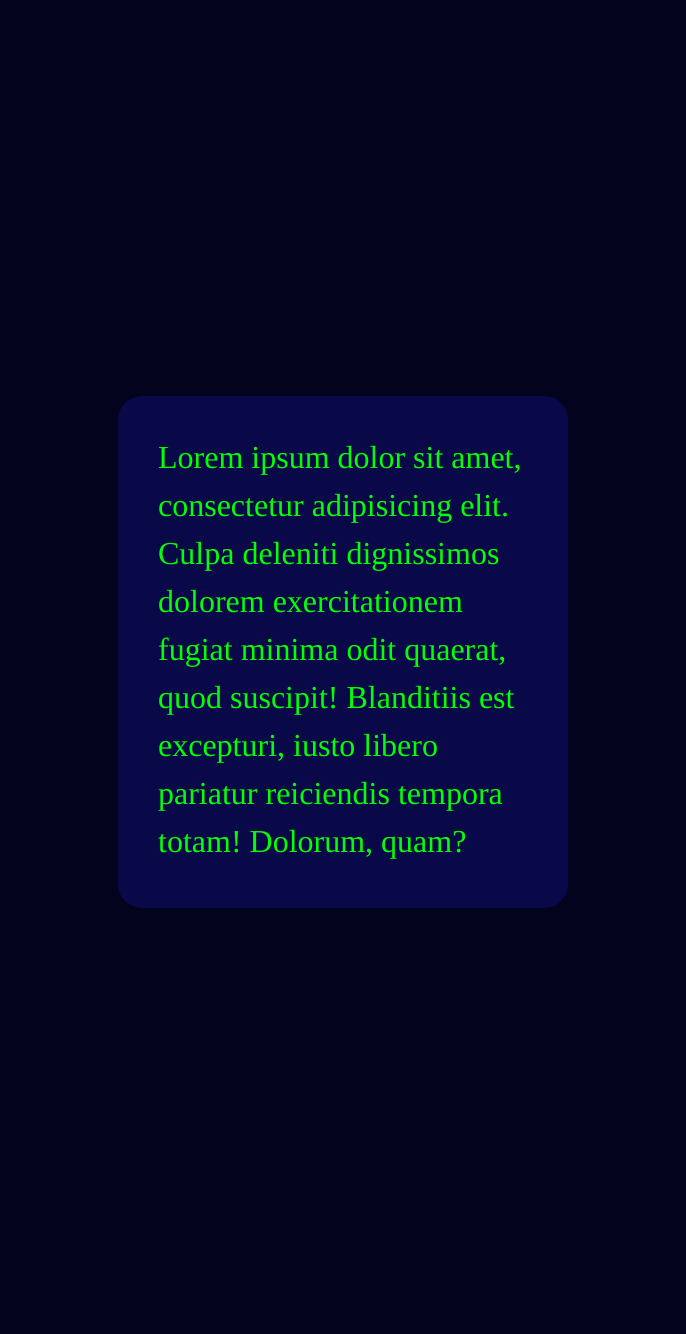 Lorem ipsum dolor sit amet,
consectetur adipisicing elit.
Culpa deleniti dignissimos
dolorem exercitationem
fugiat minima odit quaerat,
quod suscipit! Blanditiis est
excepturi, iusto libero
pariatur reiciendis tempora
totam! Dolorum, quam?